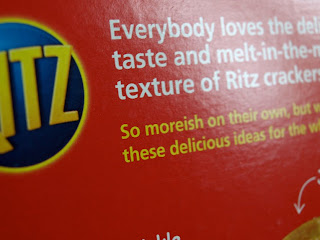 RITZ
Everybody loves the deli
taste and melt-in-the-m
texture of Ritz crackers
So moreish on their own, but w
these delicious ideas for the wh